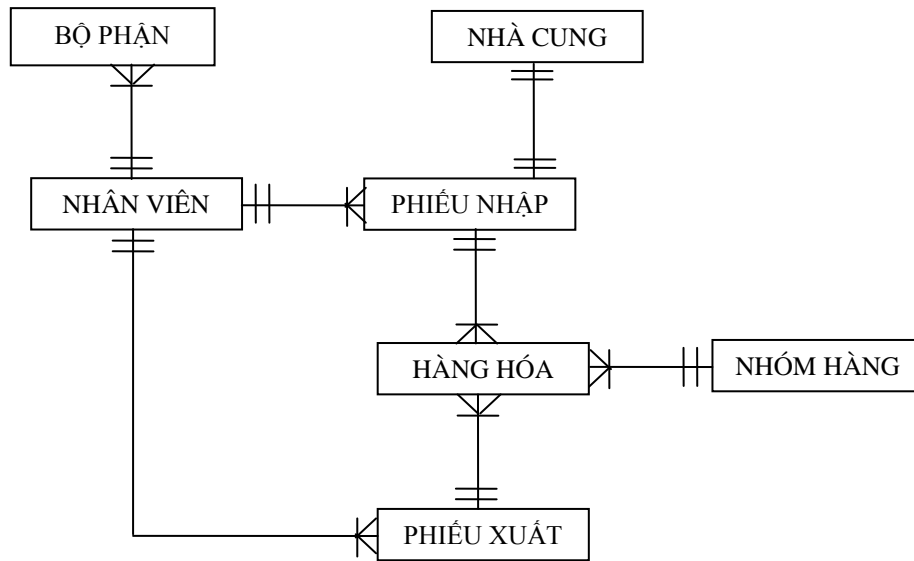 BỘ PHẬN
NHÀ CUNG
NHÂN VIÊN
PHIẾU NHẬP
HÀNG HÓA
NHÓM HÀNG
PHIẾU XUẤT